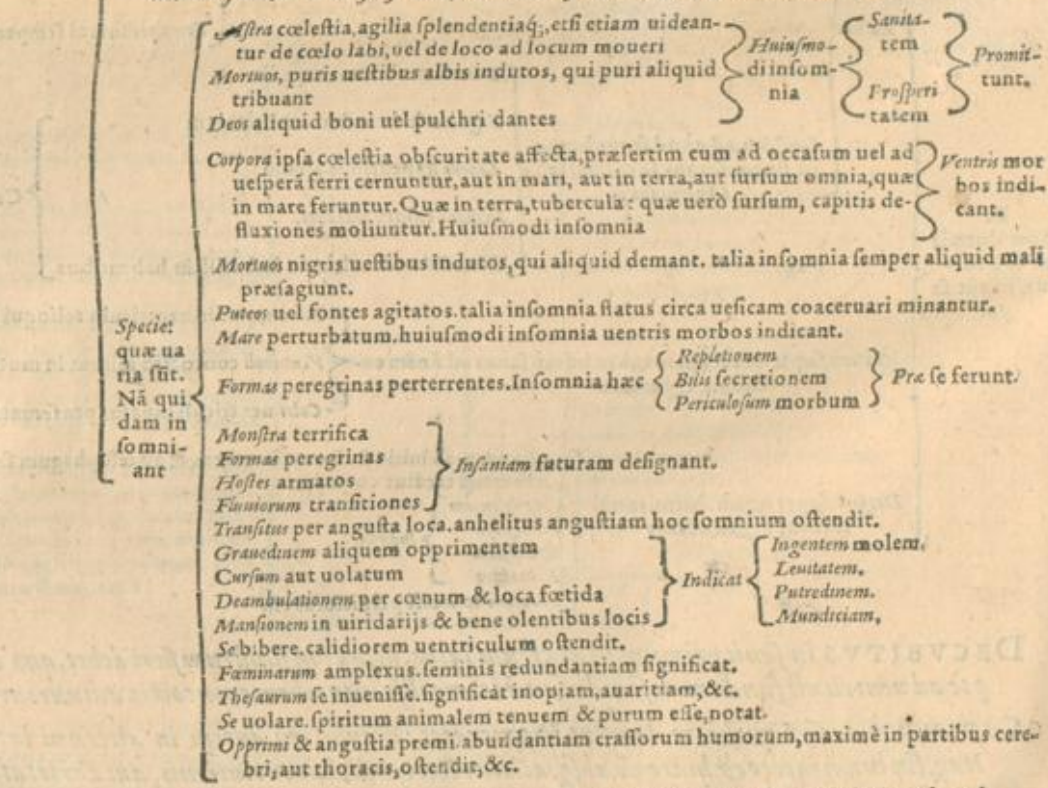 Speciet
quæ ua
riæ sũt.
Nã qui
dam in
somni-
ant
Astra cœlestia, agilia splendentiaq́;, etsi etiam uidean-
tur de cœlo labi, uel de loco ad locum moueri
Mortuos, puris uestibus albis indutos, qui puri aliquid
tribuant
Deos aliquid boni uel pulchri dantes
Huiusmo-
di insom-
nia
Sanita-
tem
Prosperi
tatem
Promit-
tunt.
Corpora ipsa cœlestia obscuritate affecta, præsertim cum ad occasum uel ad
uesperã ferri cernuntur, aut in mari, aut in terra, aut sursum omnia, quæ
in mare feruntur. Quæ in terra, tubercula: quæ uerò sursum, capitis de-
fluxiones moliuntur. Huiusmodi insomnia
Ventris mor
bos indi-
cant.
Mortuos nigris uestibus indutos, qui aliquid demant. talia insomnia semper aliquid mali
præsagiunt.
Puteos uel fontes agitatos. talia insomnia flatus circa uesicam coaceruari minantur.
Mare perturbatum. huiusmodi insomnia uentris morbos indicant.
Formas peregrinas perterrentes. Insomnia hæc
Repletionem
Bilis secretionem
Periculosum morbum
Præ se ferunt.
Monstra terrifica
Formas peregrinas
Hostes armatos
Fluuiorum transitiones
Insaniam futuram designant.
Transitus per angusta loca. anhelitus angustiam hoc somnium ostendit.
Grauedinem aliquem opprimentem
Cursum aut uolatum
Deambulationem per cœnum & loca fœtida
Mansionem in uiridarijs & bene olentibus locis
Indicat
Ingentem molem.
Leuitatem.
Putredinem.
Mundiciam.
Se bibere. calidiorem uentriculum ostendit.
Fœminarum amplexus. seminis redundantiam significat.
Thesaurum se inuenisse. significat inopiam, auaritiam, &c.
Se uolare. spiritum animalem tenuem & purum esse, notat.
Opprimi & angustia premi. abundantiam crassorum humorum, maximè in partibus cere-
bri, aut thoracis, ostendit, &c.